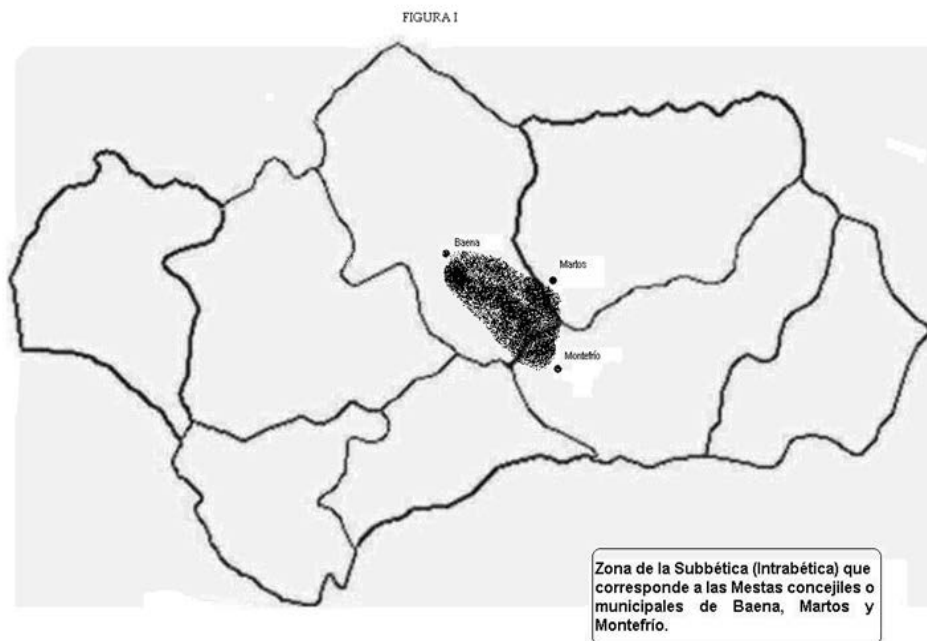 FIGURA I
Baena
Martos
Montefrío
Zona de la Subbética (Intrabética) que
corresponde a las Mestas concejiles o
municipales de Baena, Martos y
Montefrío.